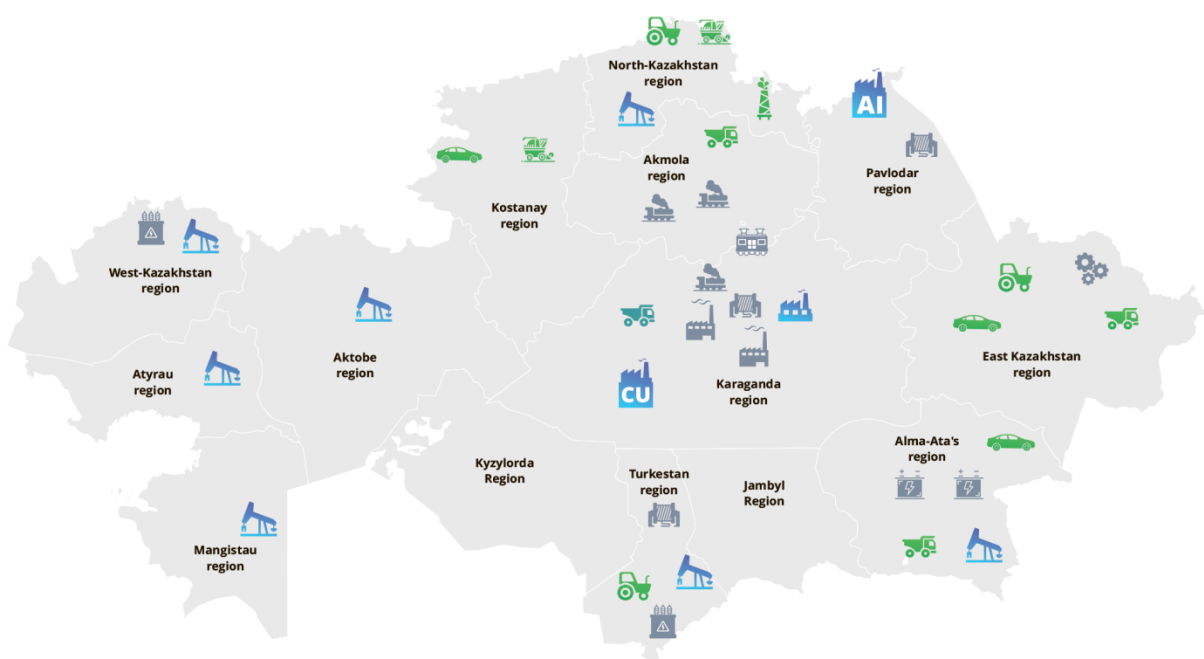 North-Kazakhstan
region
AI
Akmola
region
Pavlodar
region
Kostanay
region
West-Kazakhstan
region
Aktobe
region
Atyrau
region
East Kazakhstan
region
CU
Karaganda
region
Alma-Ata's
region
Kyzylorda
Region
Turkestan
region
Jambyl
Region
Mangistau
region